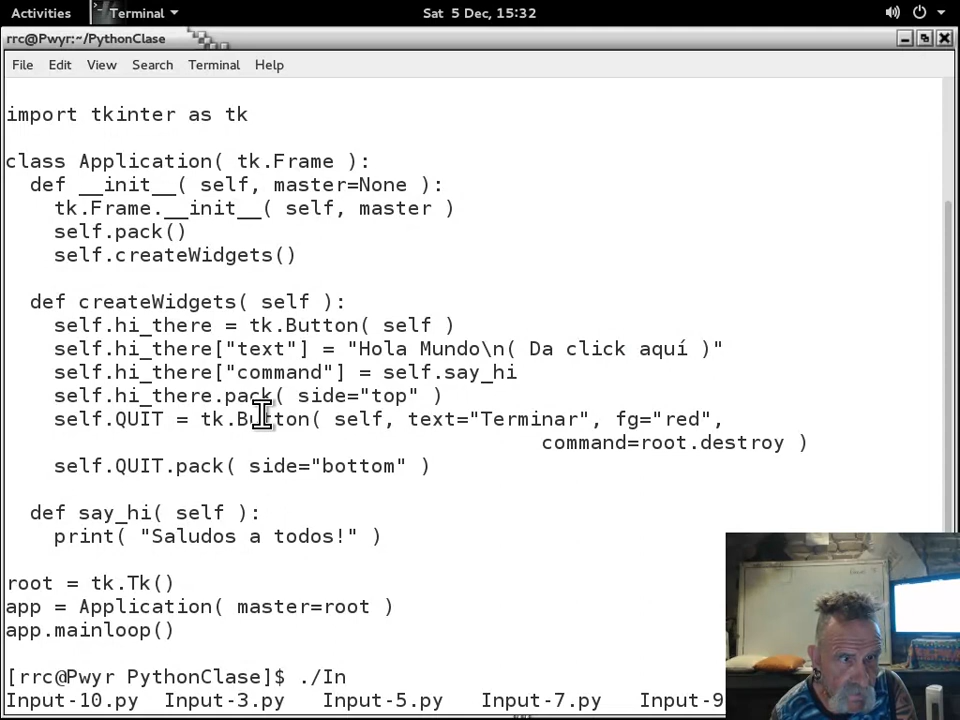 Activities Terminal Sat 5 Dec, 15:32
rrc@Pwyr:~/PythonClase
File Edit View Search Terminal Help
import tkinter as tk
class Application( tk.Frame ):
def __init__( self, master=None ):
tk.Frame.__init__( self, master )
self.pack()
self.createWidgets()
def createWidgets( self ):
self.hi_there = tk.Button( self )
self.hi_there["text"] = "Hola Mundo\n( Da click aquí )"
self.hi_there["command"] = self.say_hi
self.hi_there.pack( side="top" )
self.QUIT = tk.Button( self, text="Terminar", fg="red",
command=root.destroy )
self.QUIT.pack( side="bottom" )
def say_hi( self ):
print( "Saludos a todos!" )
root = tk.Tk()
app = Application( master=root )
app.mainloop()
[rrc@Pwyr PythonClase]$ ./In
Input-10.py Input-3.py Input-5.py Input-7.py Input-9